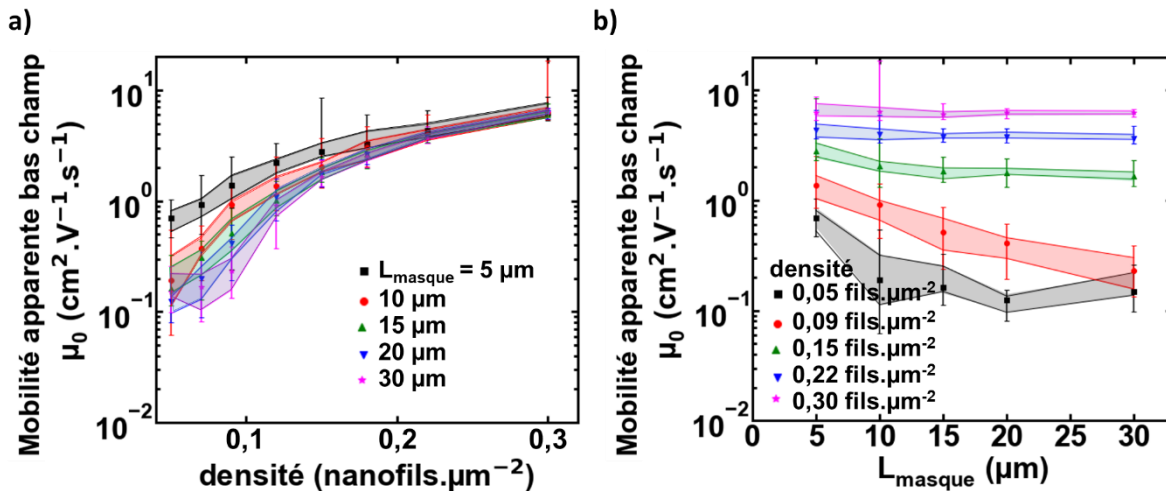 a)
Mobilité apparente bas champ
μ₀ (cm².V⁻¹.s⁻¹)
10¹
10⁰
10⁻¹
10⁻²
L_masque = 5 µm
10 µm
15 µm
20 µm
30 µm
0,1
0,2
0,3
densité (nanofils.µm⁻²)
b)
Mobilité apparente bas champ
μ₀ (cm².V⁻¹.s⁻¹)
10¹
10⁰
10⁻¹
10⁻²
densité
0,05 fils.µm⁻²
0,09 fils.µm⁻²
0,15 fils.µm⁻²
0,22 fils.µm⁻²
0,30 fils.µm⁻²
0 5 10 15 20 25 30
L_masque (µm)